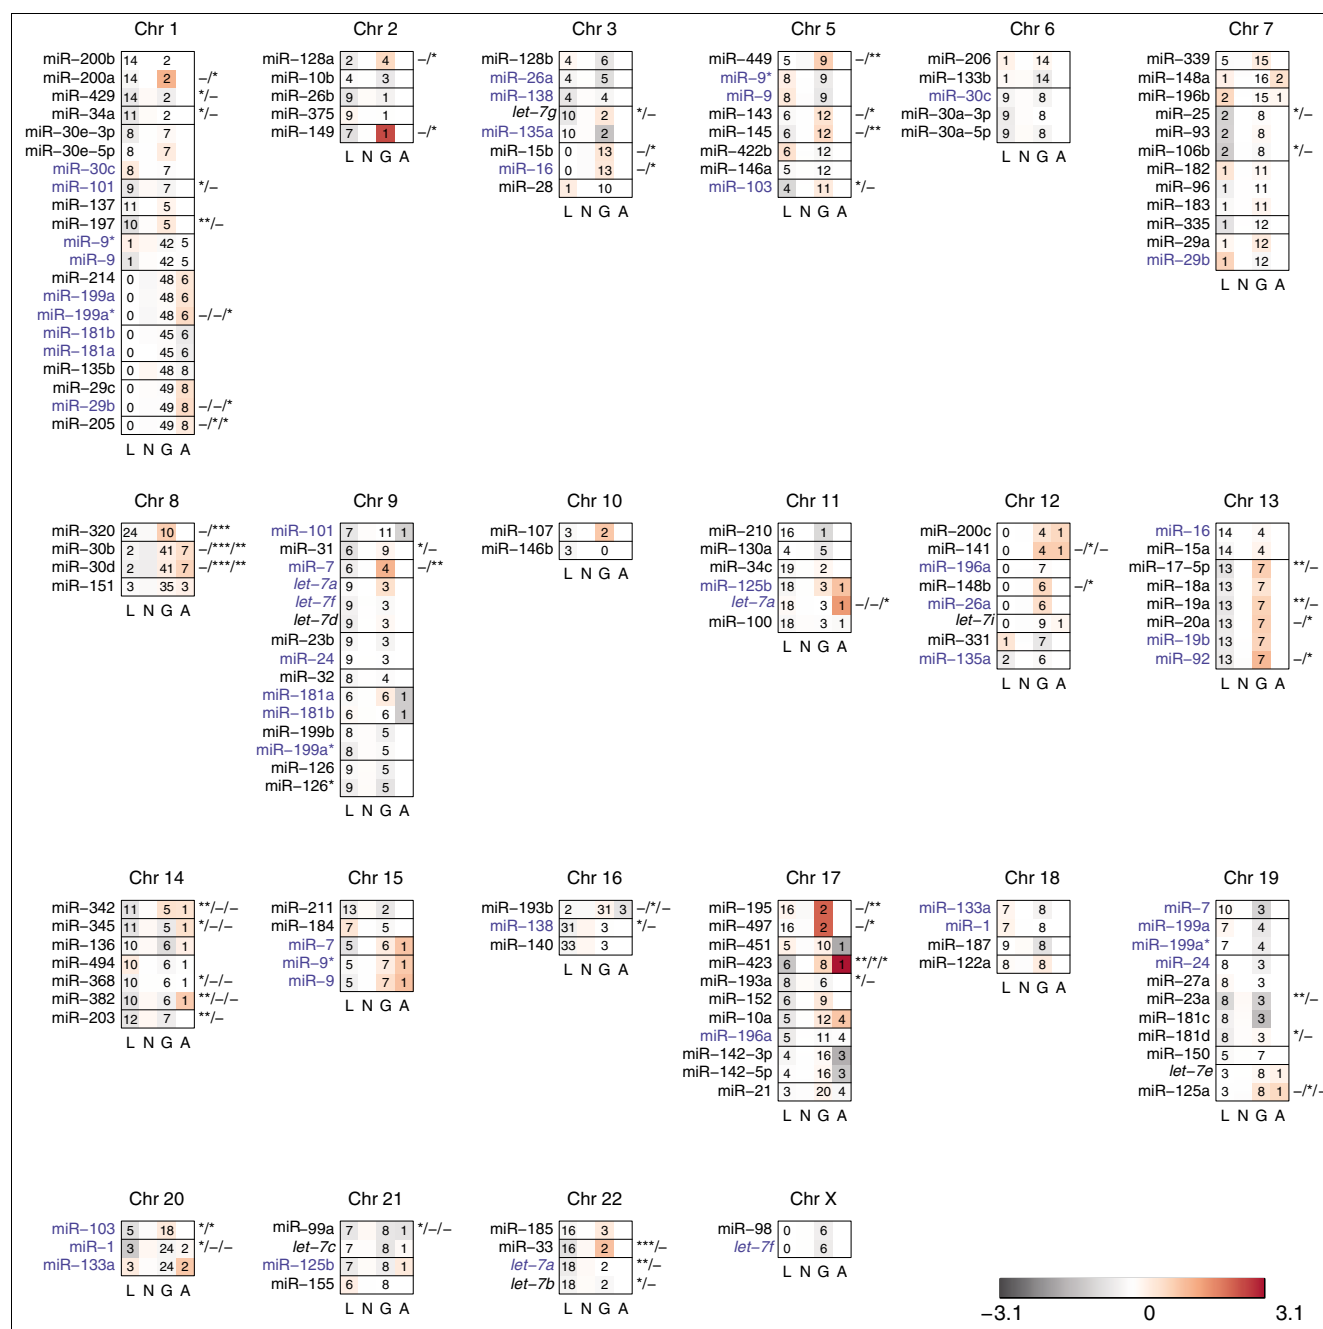 Chr 1
miR−200b 14 2
miR−200a 2 −/*
miR−429 14 2 */−
miR−34a 11 2 */−
miR−30e−3p 8 7
miR−30e−5p 8 7
miR−30c 8 7
miR−101 9 7 */−
miR−137 11 5
miR−197 10 5 **/−
miR−9* 1 42 5
miR−9 1 42 5
miR−214 0 48 6
miR−199a 0 48 6
miR−199a* 0 48 6 −/−/*
miR−181b 0 45 6
miR−181a 0 45 6
miR−135b 0 48 8
miR−29c 0 49 8
miR−29b 0 49 8 −/−/*
miR−205 0 49 8 −/*/*
L N G A
Chr 2
miR−128a 2 4 −/*
miR−10b 4 3
miR−26b 9 1
miR−375 9 1
miR−149 7 1 −/*
L N G A
Chr 3
miR−128b 4 6
miR−26a 4 5
miR−138 4 4
let−7g 10 2 */−
miR−135a 10 2
miR−15b 0 13 −/*
miR−16 0 13 −/*
miR−28 1 10
L N G A
Chr 5
miR−449 5 9 −/**
miR−9* 8 9
miR−9 8 9
miR−143 6 12 −/*
miR−145 6 12 −/**
miR−422b 6 12
miR−146a 5 12
miR−103 4 11 */−
L N G A
Chr 6
miR−206 1 14
miR−133b 1 14
miR−30c 9 8
miR−30a−3p 9 8
miR−30a−5p 9 8
L N G A
Chr 7
miR−339 5 15
miR−148a 1 16 2
miR−196b 2 15 1
miR−25 2 8 */−
miR−93 2 8
miR−106b 2 8 */−
miR−182 1 11
miR−96 1 11
miR−183 1 11
miR−335 1 12
miR−29a 1 12
miR−29b 1 12
L N G A
Chr 8
miR−320 24 10 −/***
miR−30b 2 41 7 −/***/**
miR−30d 2 41 7 −/***/**
miR−151 3 35 3
L N G A
Chr 9
miR−101 7 11 1
miR−31 6 9 */−
miR−7 6 4 −/**
let−7a 9 3
let−7f 9 3
let−7d 9 3
miR−23b 9 3
miR−24 9 3
miR−32 8 4
miR−181a 6 6 1
miR−181b 6 6 1
miR−199b 8 5
miR−199a* 8 5
miR−126 9 5
miR−126* 9 5
L N G A
Chr 10
miR−107 3 2
miR−146b 3 0
L N G A
Chr 11
miR−210 16 1
miR−130a 4 5
miR−34c 19 2
miR−125b 18 3 1
let−7a 18 3 1 −/−/*
miR−100 18 3 1
L N G A
Chr 12
miR−200c 0 4 1
miR−141 0 4 1 −/*/−
miR−196a 0 7
miR−148b 0 6 −/*
miR−26a 0 6
let−7i 0 9 1
miR−331 1 7
miR−135a 2 6
L N G A
Chr 13
miR−16 14 4
miR−15a 14 4
miR−17−5p 13 7 **/−
miR−18a 13 7
miR−19a 13 7 **/−
miR−20a 13 7 −/*
miR−19b 13 7
miR−92 13 7 −/*
L N G A
Chr 14
miR−342 11 5 1 **/−/−
miR−345 11 5 1 */−/−
miR−136 10 6 1
miR−494 10 6 1
miR−368 10 6 1 */−/−
miR−382 10 6 1 **/−/−
miR−203 12 7 **/−
L N G A
Chr 15
miR−211 13 2
miR−184 7 5
miR−7 5 6 1
miR−9* 5 7 1
miR−9 5 7 1
L N G A
Chr 16
miR−193b 2 31 3 −/*/−
miR−138 31 3 */−
miR−140 33 3
L N G A
Chr 17
miR−195 16 2 −/**
miR−497 16 2 −/*
miR−451 5 10 1
miR−423 6 8 1 **/*/*
miR−193a 8 6 */−
miR−152 6 9
miR−10a 5 12 4
miR−196a 5 11 4
miR−142−3p 4 16 3
miR−142−5p 4 16 3
miR−21 3 20 4
L N G A
Chr 18
miR−133a 7 8
miR−1 7 8
miR−187 9 8
miR−122a 8 8
L N G A
Chr 19
miR−7 10 3
miR−199a 7 4
miR−199a* 7 4
miR−24 8 3
miR−27a 8 3
miR−23a 8 3 **/−
miR−181c 8 3
miR−181d 8 3 */−
miR−150 5 7
let−7e 3 8 1
miR−125a 3 8 1 −/*/−
L N G A
Chr 20
miR−103 5 18 */*
miR−1 3 24 2 */−/−
miR−133a 3 24 2
L N G A
Chr 21
miR−99a 7 8 1 */−/−
let−7c 7 8 1
miR−125b 7 8 1
miR−155 6 8
L N G A
Chr 22
miR−185 16 3
miR−33 16 2 ***/−
let−7a 18 2 **/−
let−7b 18 2 */−
L N G A
Chr X
miR−98 0 6
let−7f 0 6
L N G A
−3.1 0 3.1